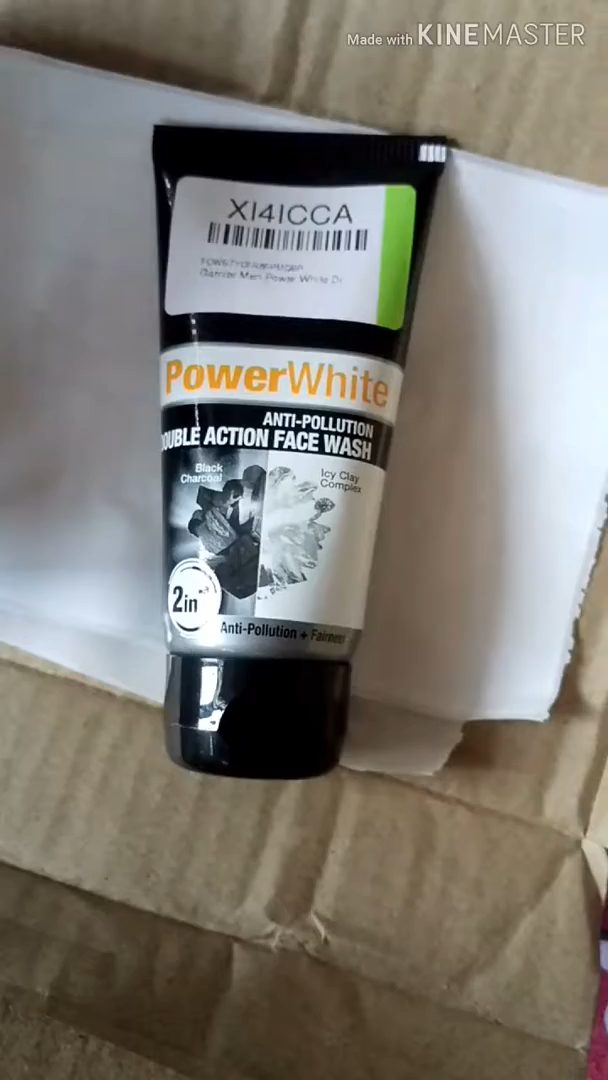 Made with KINEMASTER
X141CCA
Garnier Men Power White D
PowerWhite
ANTI-POLLUTION
OUBLE ACTION FACE WASH
Black
Charcoal
Icy Clay
Complex
2in
Anti-Pollution + Fairness